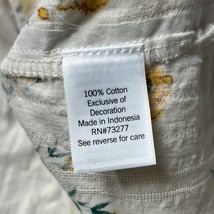 100% Cotton
Exclusive of
Decoration
Made in Indonesia
RN#73277
See reverse for care